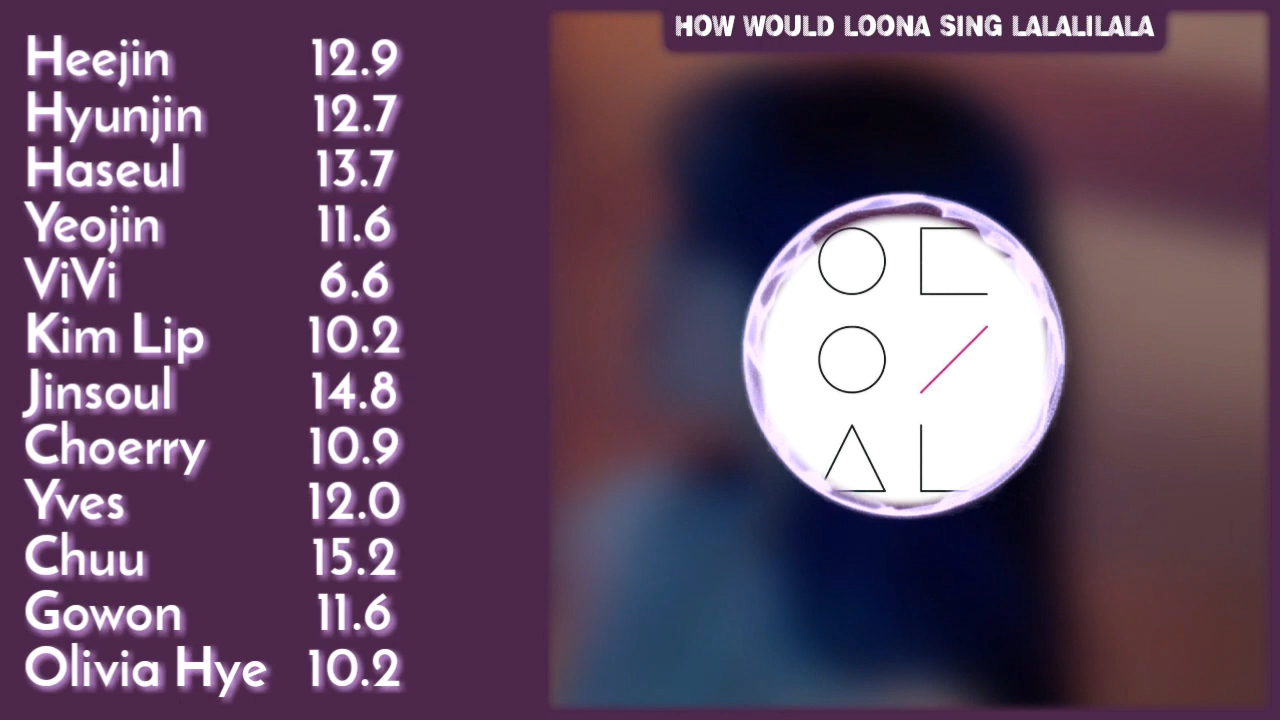 HOW WOULD LOONA SING LALALILALA
Heejin 12.9
Hyunjin 12.7
Haseul 13.7
Yeojin 11.6
ViVi 6.6
Kim Lip 10.2
Jinsoul 14.8
Choerry 10.9
Yves 12.0
Chuu 15.2
Gowon 11.6
Olivia Hye 10.2